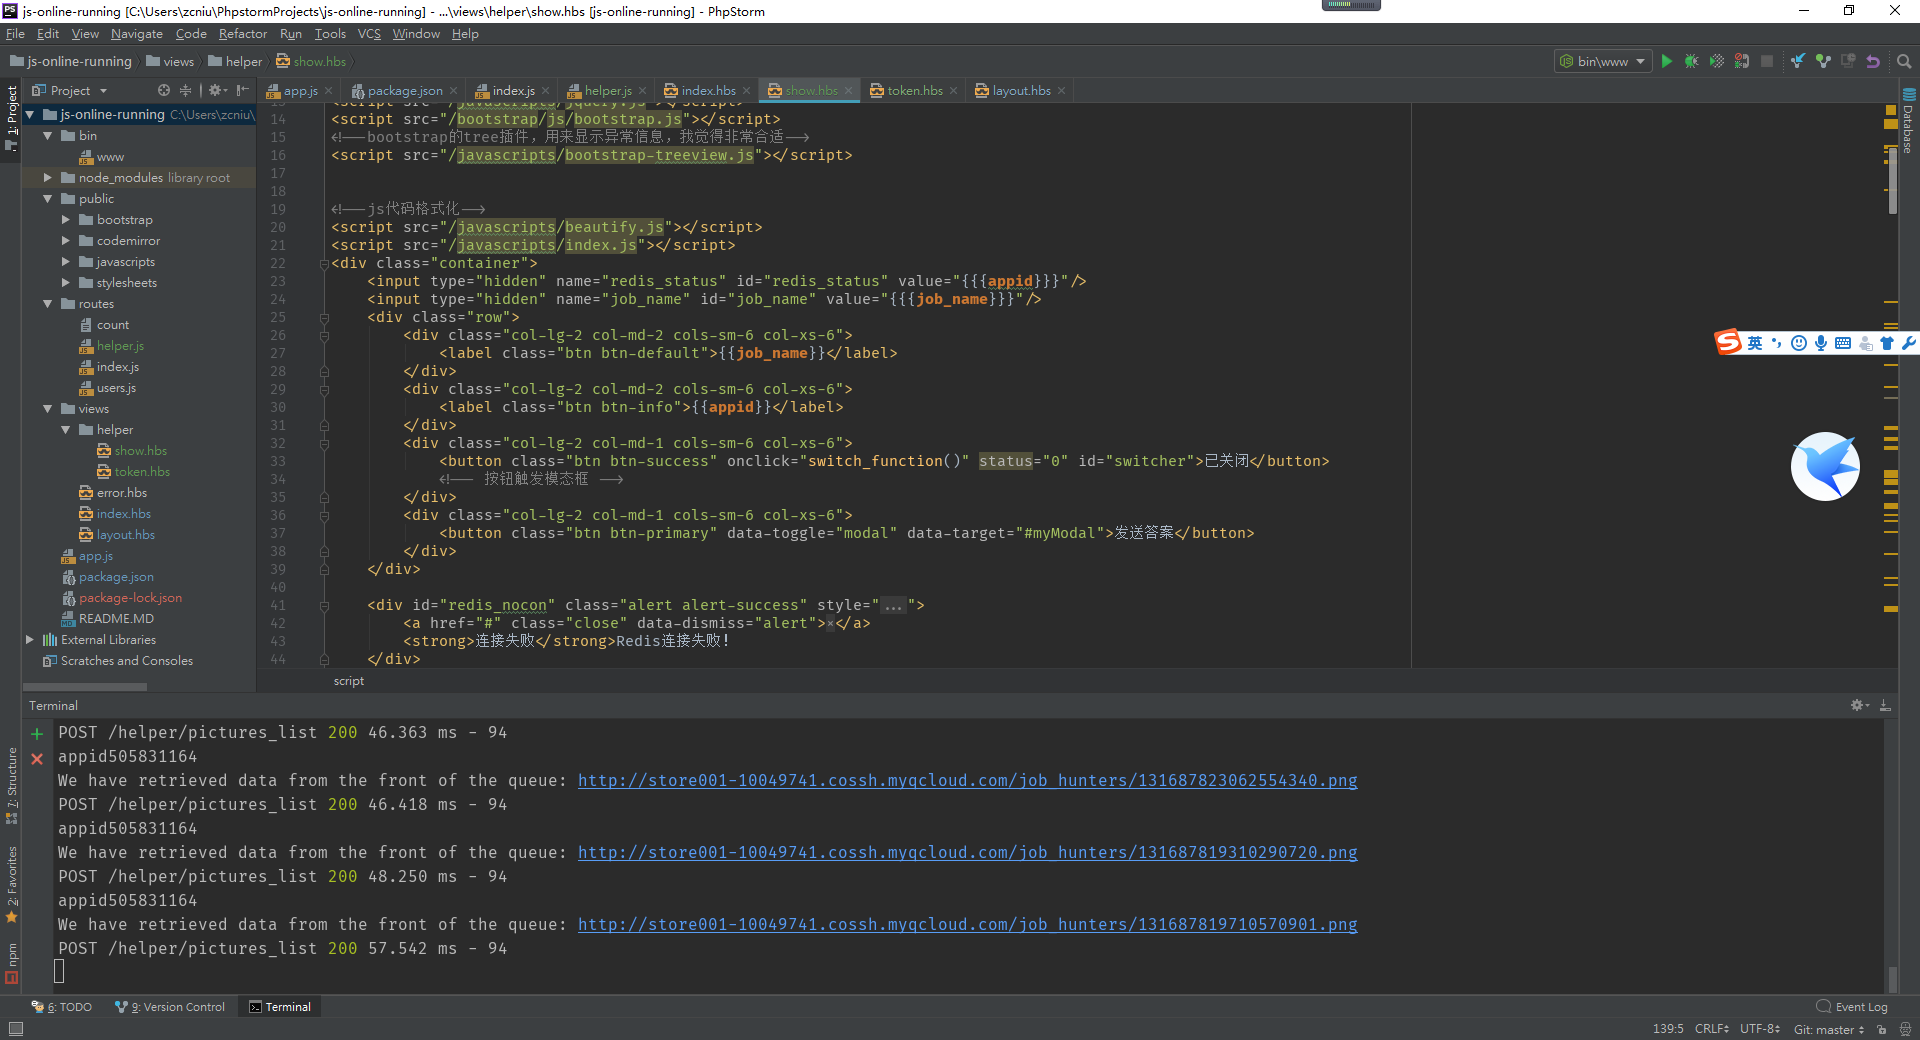 js-online-running [C:\Users\zcniu\PhpstormProjects\js-online-running] - ...\views\helper\show.hbs [js-online-running] - PhpStorm
File Edit View Navigate Code Refactor Run Tools VCS Window Help
js-online-running views helper show.hbs bin\www
Project app.js package.json index.js helper.js index.hbs show.hbs token.hbs layout.hbs
1: Project
Database
js-online-running C:\Users\zcniu\
bin
www
node_modules library root
public
bootstrap
codemirror
javascripts
stylesheets
routes
count
helper.js
index.js
users.js
views
helper
show.hbs
token.hbs
error.hbs
index.hbs
layout.hbs
app.js
package.json
package-lock.json
README.MD
External Libraries
Scratches and Consoles
13 <script src="/javascripts/jquery.js"></script>
14 <script src="/bootstrap/js/bootstrap.js"></script>
15 <!--bootstrap的tree插件，用来显示异常信息，我觉得非常合适-->
16 <script src="/javascripts/bootstrap-treeview.js"></script>
17
18
19 <!--js代码格式化-->
20 <script src="/javascripts/beautify.js"></script>
21 <script src="/javascripts/index.js"></script>
22 <div class="container">
23 <input type="hidden" name="redis_status" id="redis_status" value="{{{appid}}}"/>
24 <input type="hidden" name="job_name" id="job_name" value="{{{job_name}}}"/>
25 <div class="row">
26 <div class="col-lg-2 col-md-2 cols-sm-6 col-xs-6">
27 <label class="btn btn-default">{{job_name}}</label>
28 </div>
29 <div class="col-lg-2 col-md-2 cols-sm-6 col-xs-6">
30 <label class="btn btn-info">{{appid}}</label>
31 </div>
32 <div class="col-lg-2 col-md-1 cols-sm-6 col-xs-6">
33 <button class="btn btn-success" onclick="switch_function()" status="0" id="switcher">已关闭</button>
34 <!-- 按钮触发模态框 -->
35 </div>
36 <div class="col-lg-2 col-md-1 cols-sm-6 col-xs-6">
37 <button class="btn btn-primary" data-toggle="modal" data-target="#myModal">发送答案</button>
38 </div>
39 </div>
40
41 <div id="redis_nocon" class="alert alert-success" style="...">
42 <a href="#" class="close" data-dismiss="alert">×</a>
43 <strong>连接失败</strong>Redis连接失败!
44 </div>
script
英
Terminal
POST /helper/pictures_list 200 46.363 ms - 94
appid505831164
We have retrieved data from the front of the queue: http://store001-10049741.cossh.myqcloud.com/job_hunters/131687823062554340.png
POST /helper/pictures_list 200 46.418 ms - 94
appid505831164
We have retrieved data from the front of the queue: http://store001-10049741.cossh.myqcloud.com/job_hunters/131687819310290720.png
POST /helper/pictures_list 200 48.250 ms - 94
appid505831164
We have retrieved data from the front of the queue: http://store001-10049741.cossh.myqcloud.com/job_hunters/131687819710570901.png
POST /helper/pictures_list 200 57.542 ms - 94
7: Structure
2: Favorites
npm
6: TODO 9: Version Control Terminal Event Log
139:5 CRLF UTF-8 Git: master